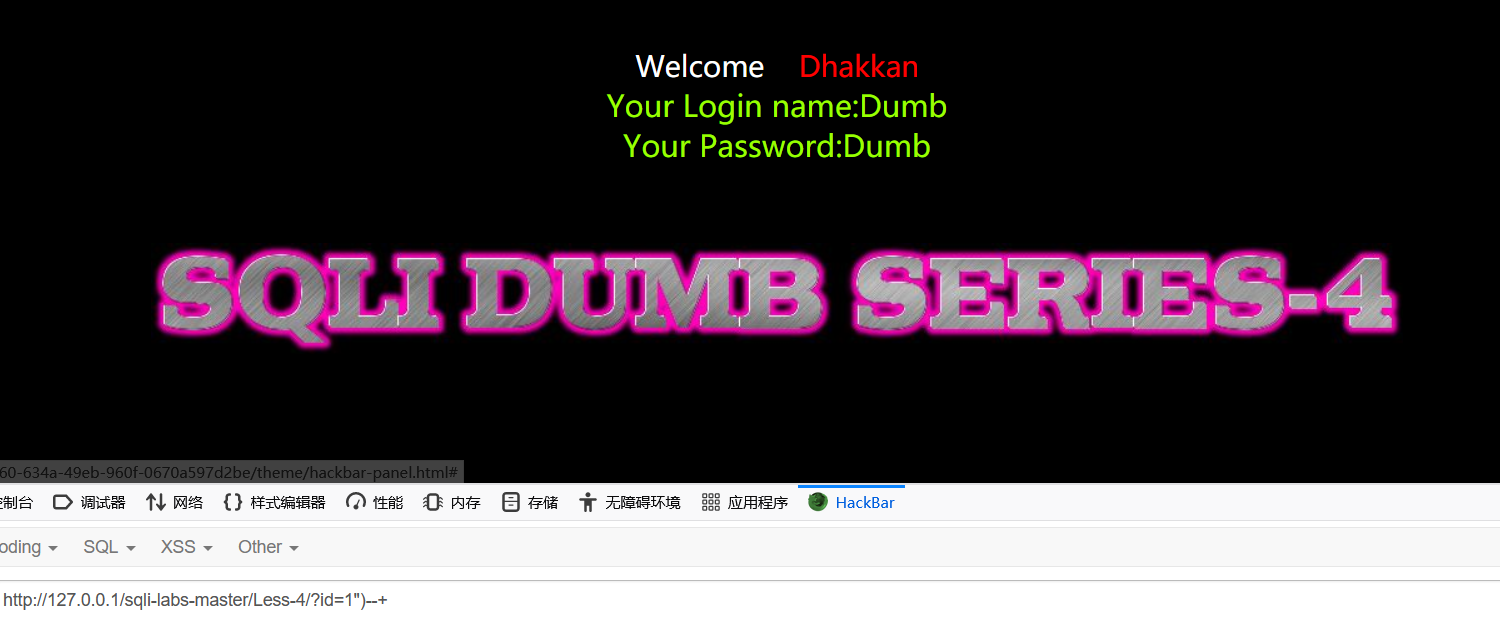 Welcome Dhakkan
Your Login name:Dumb
Your Password:Dumb
SQLI DUMB SERIES-4
60-634a-49eb-960f-0670a597d2be/theme/hackbar-panel.html#
制台 调试器 网络 样式编辑器 性能 内存 存储 无障碍环境 应用程序 HackBar
oding SQL XSS Other
http://127.0.0.1/sqli-labs-master/Less-4/?id=1")--+